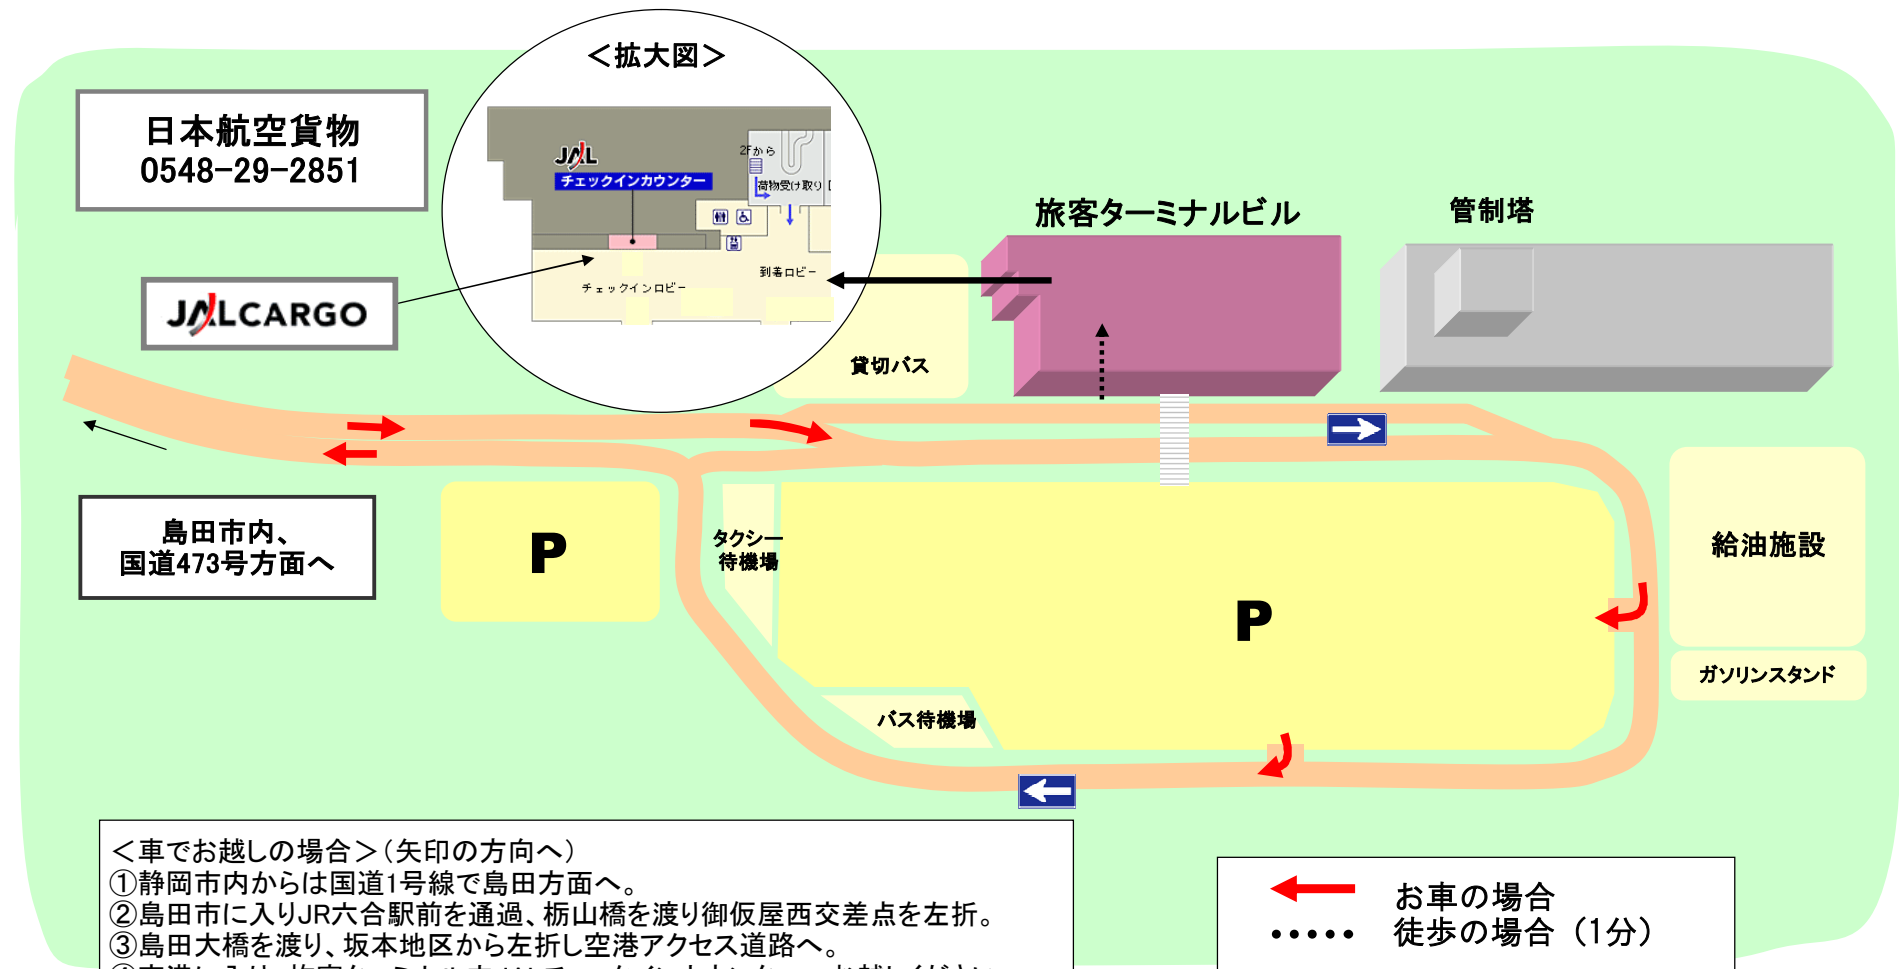 <拡大図>
日本航空貨物
0548-29-2851
JAL
チェックインカウンター
2Fから
荷物受け取り
到着ロビー
チェックインロビー
JALCARGO
旅客ターミナルビル
管制塔
貸切バス
島田市内、
国道473号方面へ
P
タクシー
待機場
P
給油施設
ガソリンスタンド
バス待機場
<車でお越しの場合>(矢印の方向へ)
①静岡市内からは国道1号線で島田方面へ。
②島田市に入りJR六合駅前を通過、栃山橋を渡り御仮屋西交差点を左折。
③島田大橋を渡り、坂本地区から左折し空港アクセス道路へ。
お車の場合
徒歩の場合(1分)